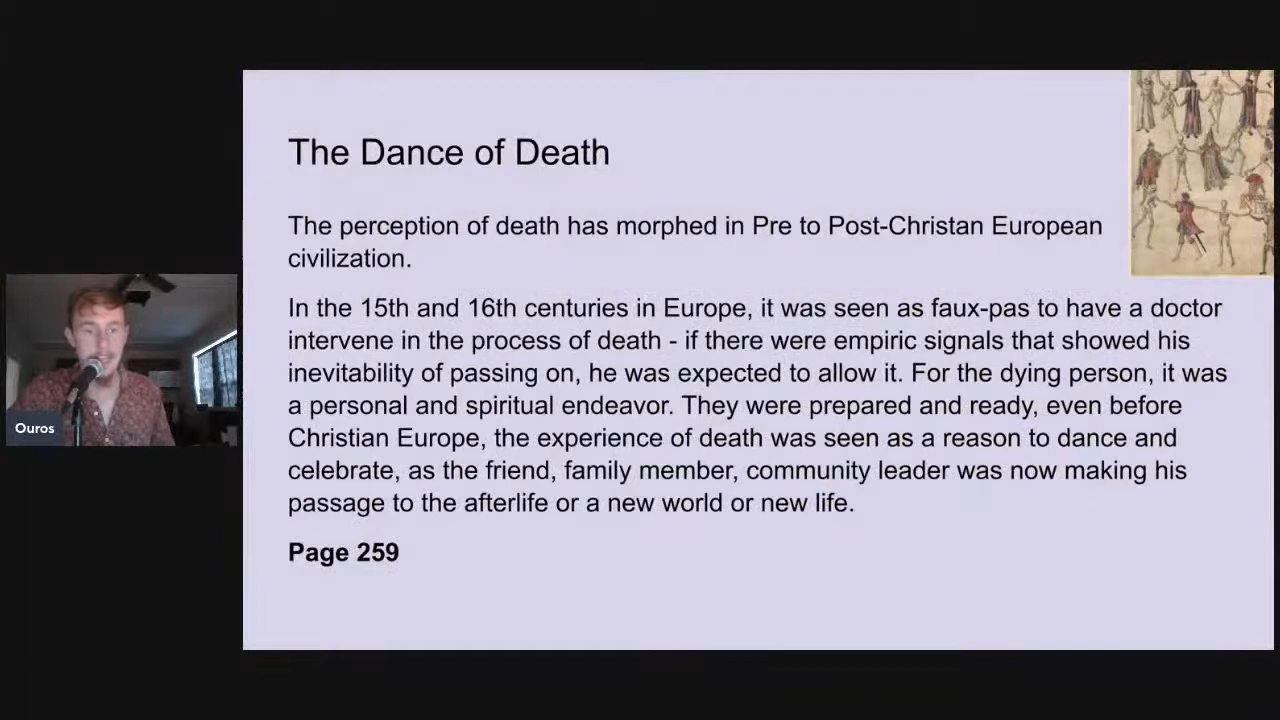 The Dance of Death
The perception of death has morphed in Pre to Post-Christan European
civilization.
In the 15th and 16th centuries in Europe, it was seen as faux-pas to have a doctor
intervene in the process of death - if there were empiric signals that showed his
inevitability of passing on, he was expected to allow it. For the dying person, it was
a personal and spiritual endeavor. They were prepared and ready, even before
Christian Europe, the experience of death was seen as a reason to dance and
celebrate, as the friend, family member, community leader was now making his
passage to the afterlife or a new world or new life.
Page 259
Ouros